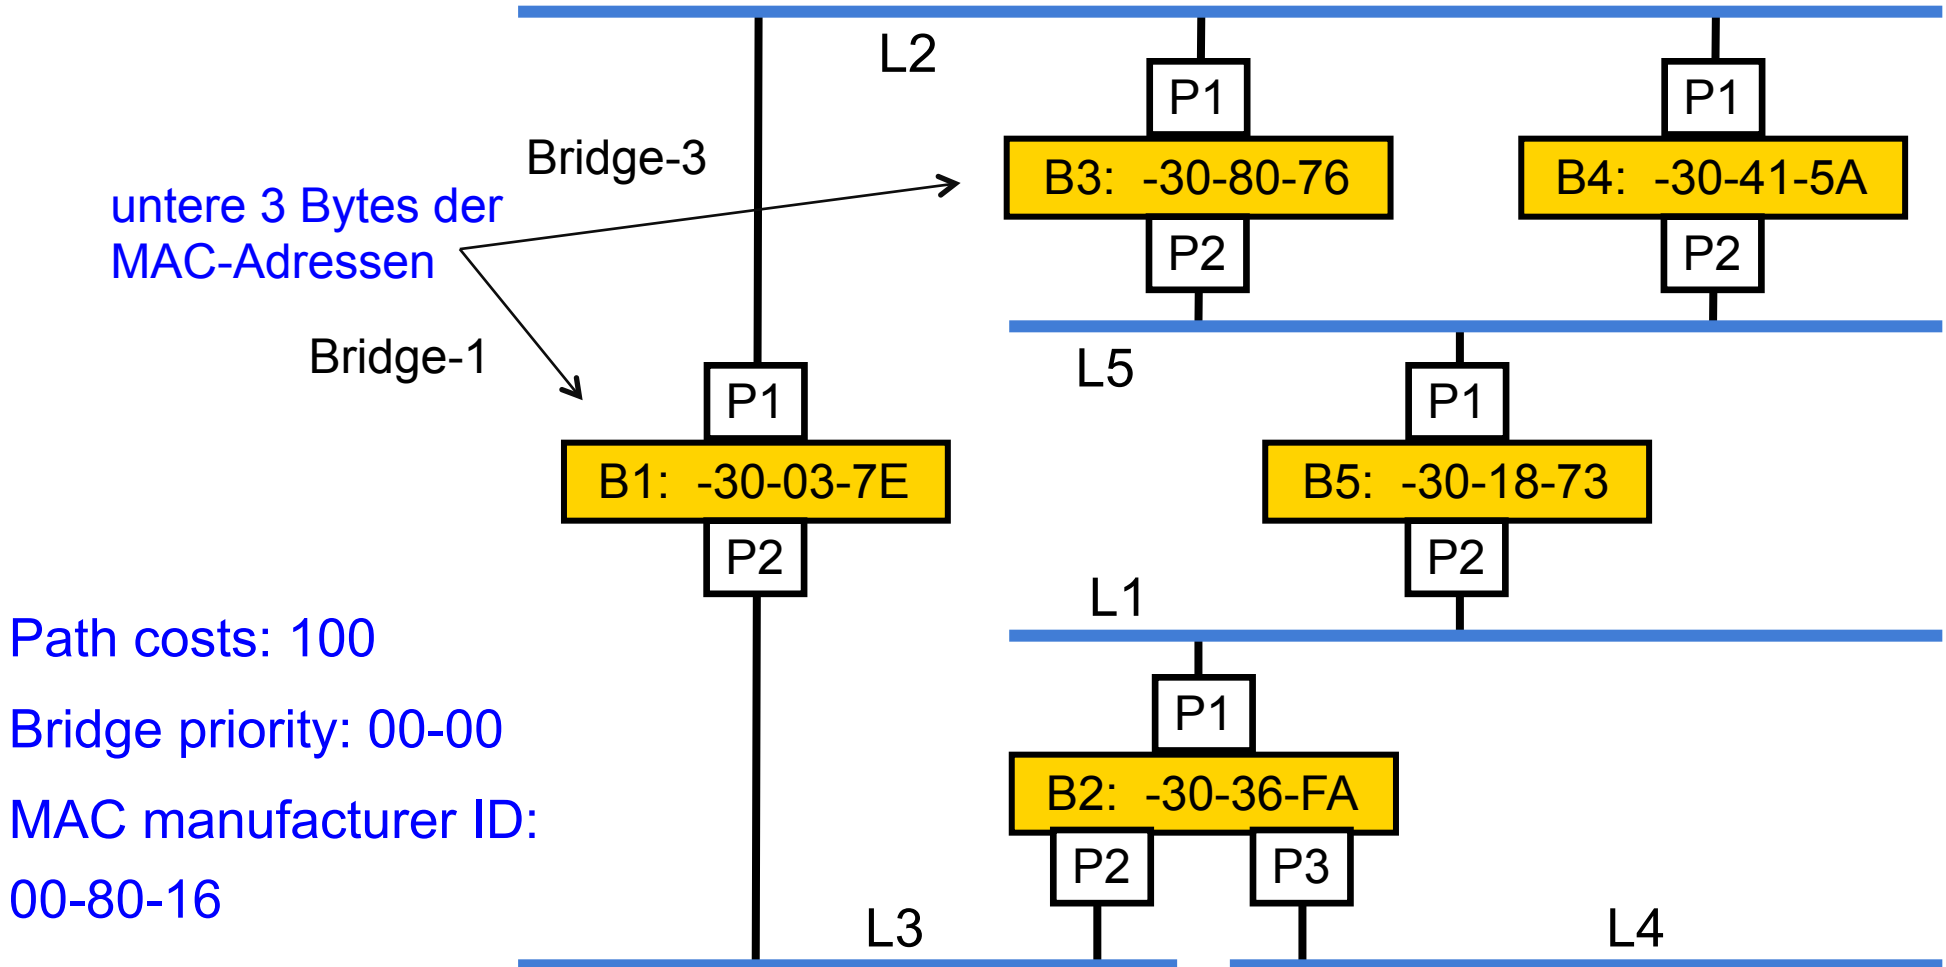 L2
P1
P1
Bridge-3
B3: -30-80-76
B4: -30-41-5A
untere 3 Bytes der
MAC-Adressen
P2
P2
Bridge-1
L5
P1
P1
B1: -30-03-7E
B5: -30-18-73
P2
P2
L1
Path costs: 100
P1
Bridge priority: 00-00
B2: -30-36-FA
MAC manufacturer ID:
00-80-16
P2
P3
L3
L4